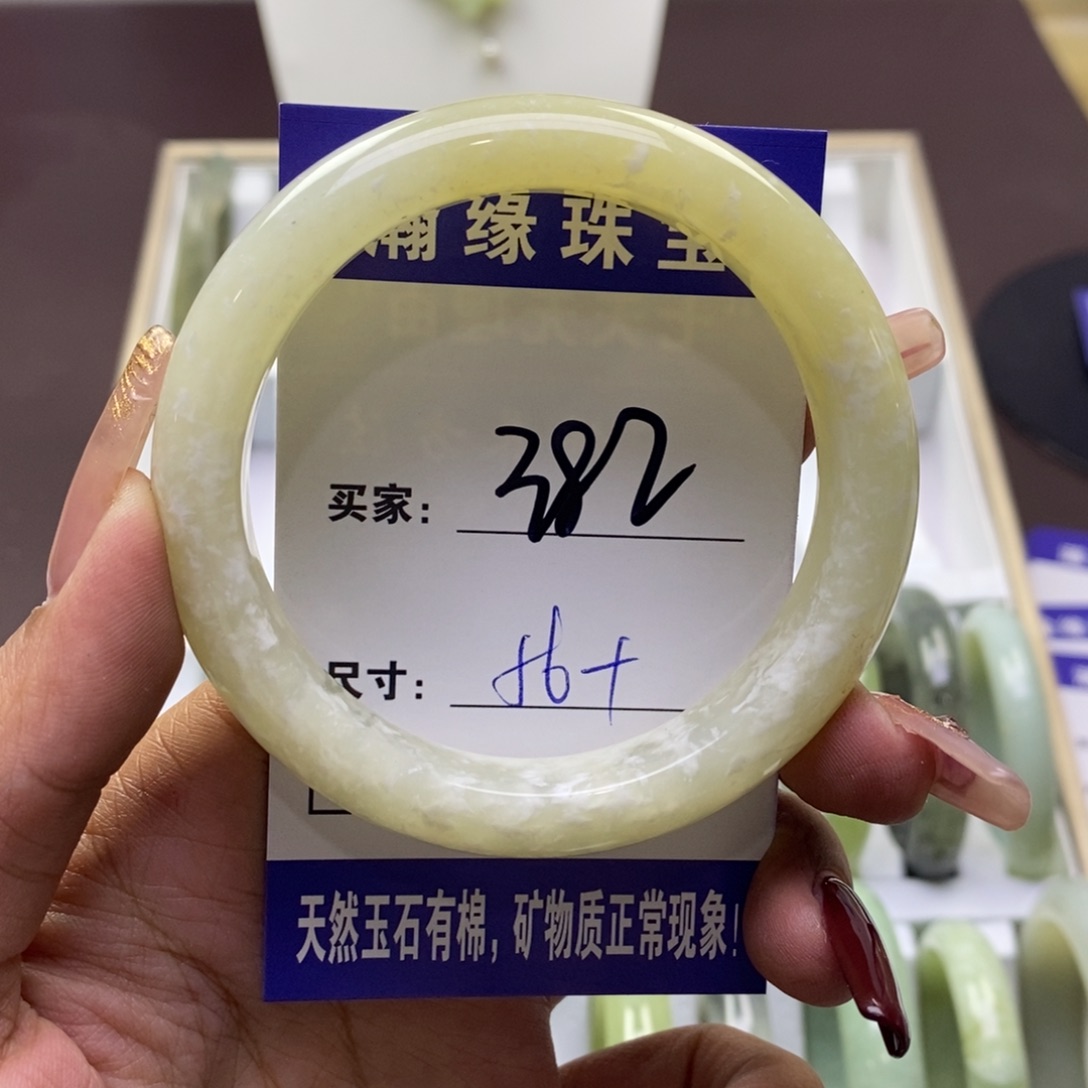 瀚缘珠宝
买家: 382
尺寸: 56+
天然玉石有棉,矿物质正常现象!